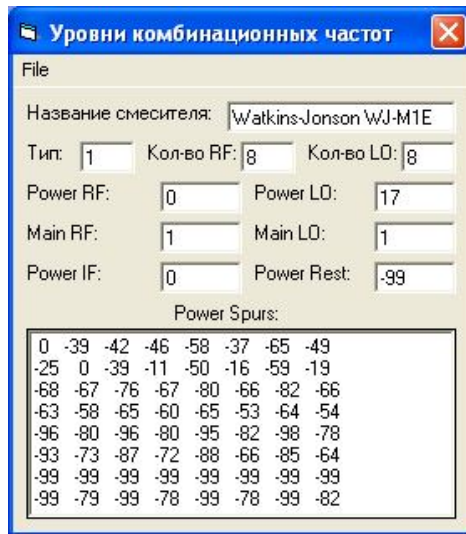 Уровни комбинационных частот
File
Название смесителя: Watkins-Jonson WJ-M1E
Тип: 1 Кол-во RF: 8 Кол-во LO: 8
Power RF: 0 Power LO: 17
Main RF: 1 Main LO: 1
Power IF: 0 Power Rest: -99
Power Spurs:
0 -39 -42 -46 -58 -37 -65 -49
-25 0 -39 -11 -50 -16 -59 -19
-68 -67 -76 -67 -80 -66 -82 -66
-63 -58 -65 -60 -65 -53 -64 -54
-96 -80 -96 -80 -95 -82 -98 -78
-93 -73 -87 -72 -88 -66 -85 -64
-99 -99 -99 -99 -99 -99 -99 -99
-99 -79 -99 -78 -99 -78 -99 -82